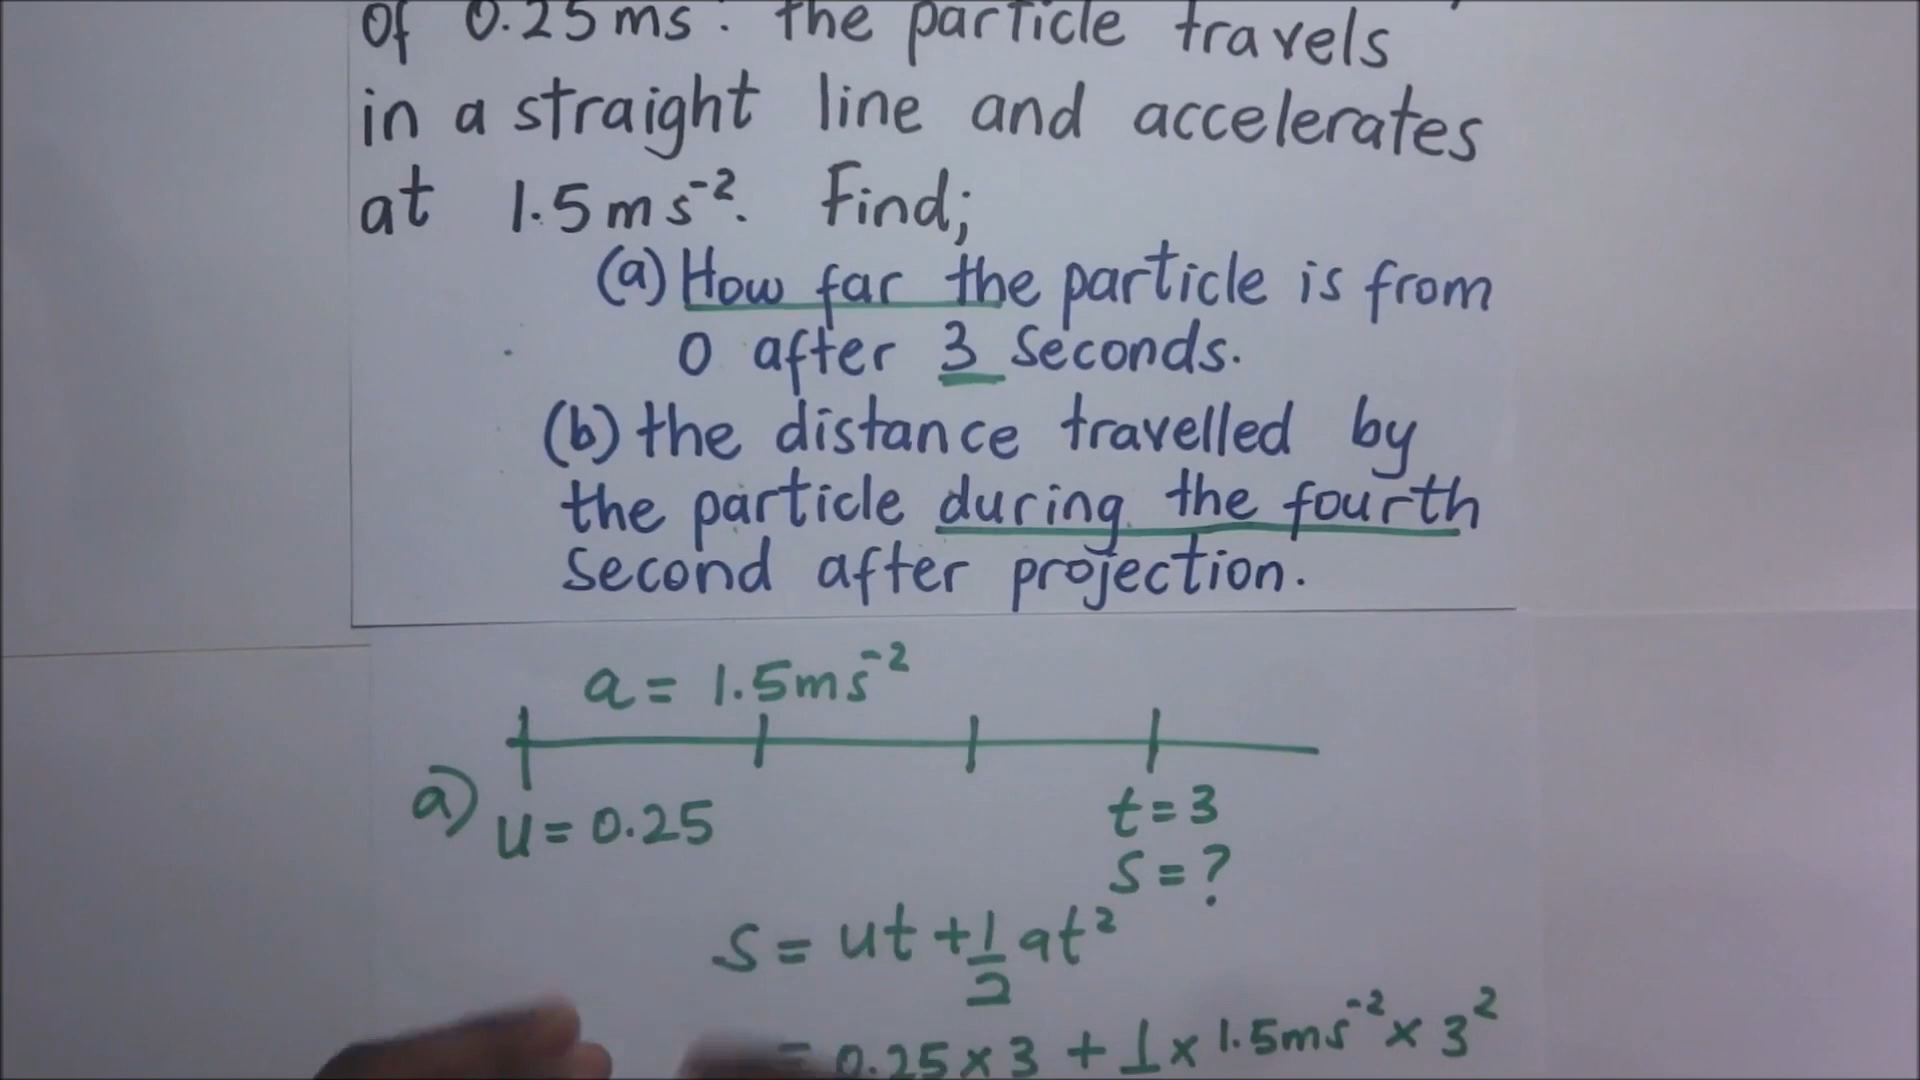 of 0.25ms. the particle travels
in a straight line and accelerates
at 1.5ms⁻². Find;
(a) How far the particle is from
0 after 3 seconds.
(b) the distance travelled by
the particle during the fourth
second after projection.
a = 1.5ms⁻²
a)
u = 0.25
t = 3
s = ?
s = ut + 1/2 at²
= 0.25 x 3 + 1 x 1.5ms⁻² x 3²